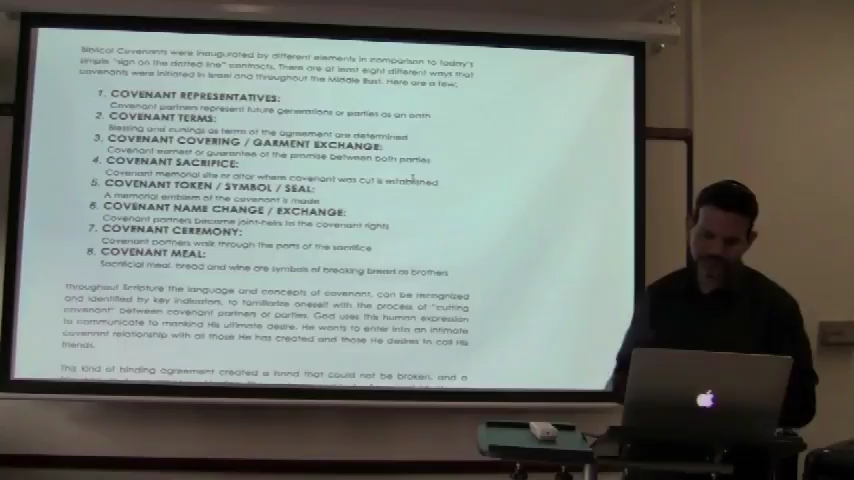 Biblical Covenants were inaugurated by different elements in comparison to today's
simple "sign on the dotted line" contracts. There are at least eight different ways that
covenants were initiated in Israel and throughout the Middle East. Here are a few:
1. COVENANT REPRESENTATIVES:
Covenant partners represent future generations or parties as an oath
2. COVENANT TERMS:
Blessing and cursings as terms of the agreement are determined
3. COVENANT COVERING / GARMENT EXCHANGE:
Covenant earnest or guarantee of the promise between both parties
4. COVENANT SACRIFICE:
Covenant memorial site or altar where covenant was cut is established
5. COVENANT TOKEN / SYMBOL / SEAL:
A memorial emblem of the covenant is made
6. COVENANT NAME CHANGE / EXCHANGE:
Covenant partners become joint-heirs to the covenant rights
7. COVENANT CEREMONY:
Covenant partners walk through the parts of the sacrifice
8. COVENANT MEAL:
Sacrificial meal, bread and wine are symbols of breaking bread as brothers
Throughout Scripture the language and concepts of covenant, can be recognized
and identified by key indicators, to familiarize oneself with the process of "cutting
covenant" between covenant partners or parties. God uses this human expression
to communicate to mankind His ultimate desire. He wants to enter into an intimate
covenant relationship with all those He has created and those He desires to call His
friends.
This kind of binding agreement created a bond that could not be broken, and a